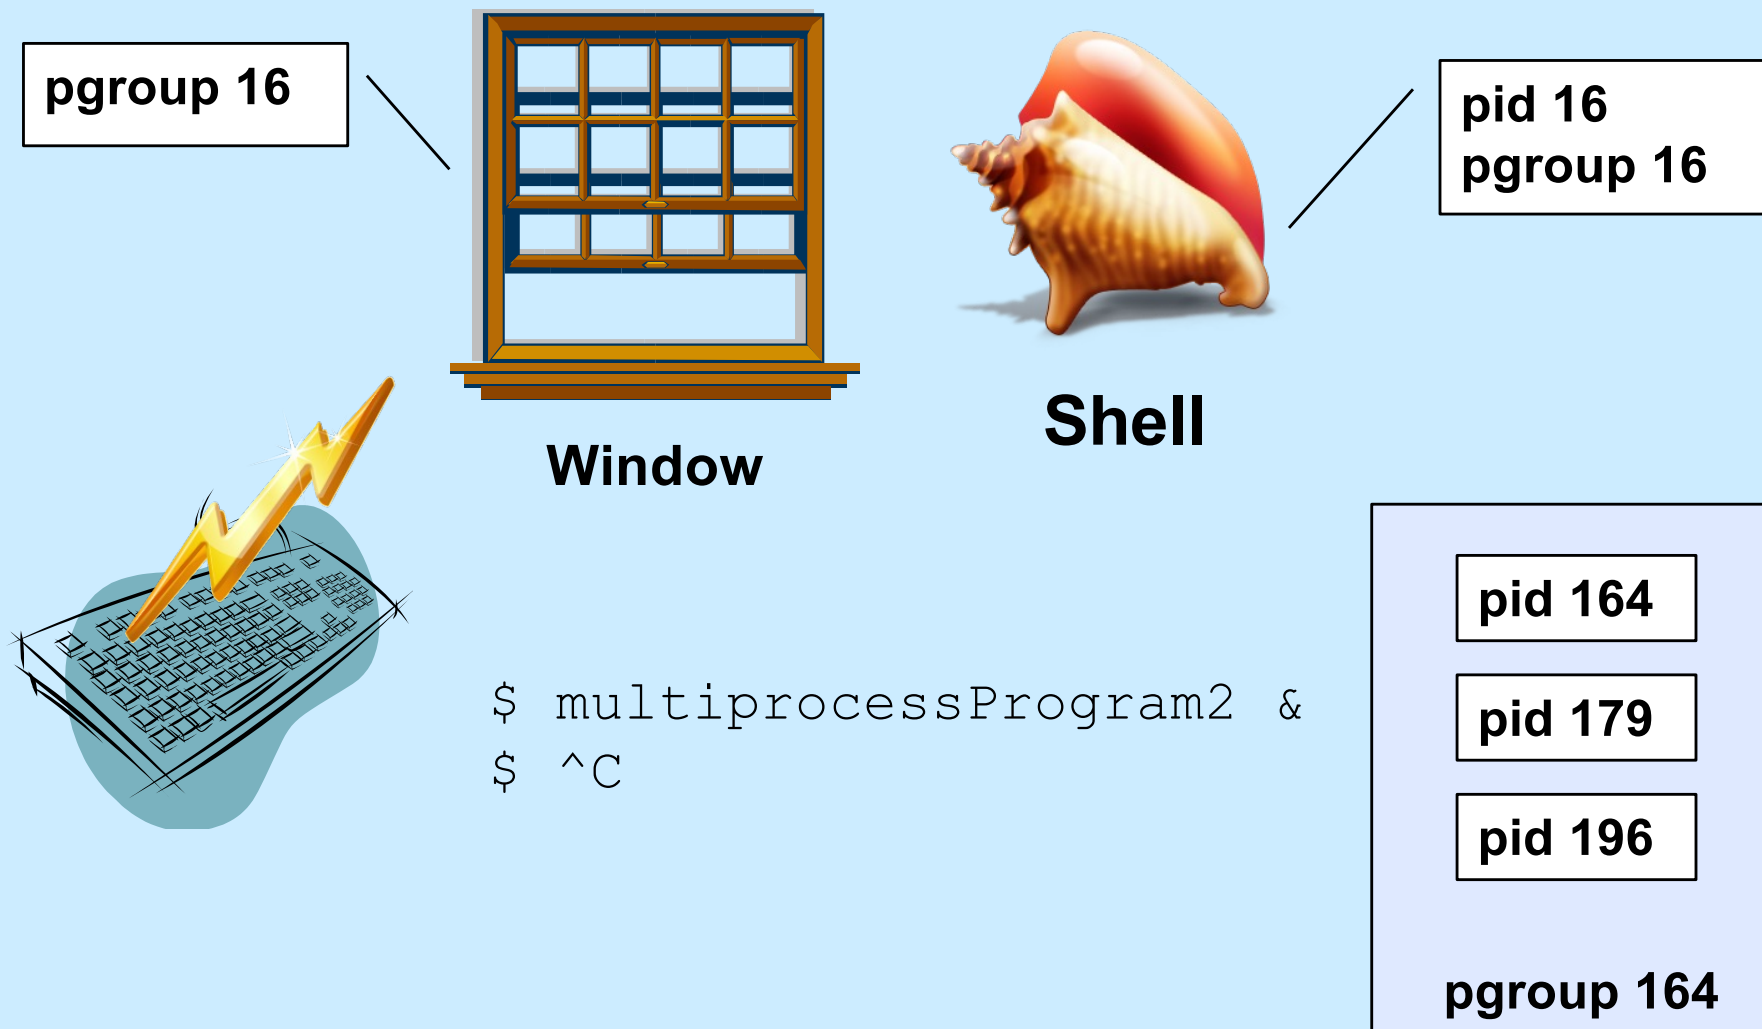 pgroup 16
pid 16
pgroup 16
Window
Shell
$ multiprocessProgram2 &
$ ^C
pid 164
pid 179
pid 196
pgroup 164